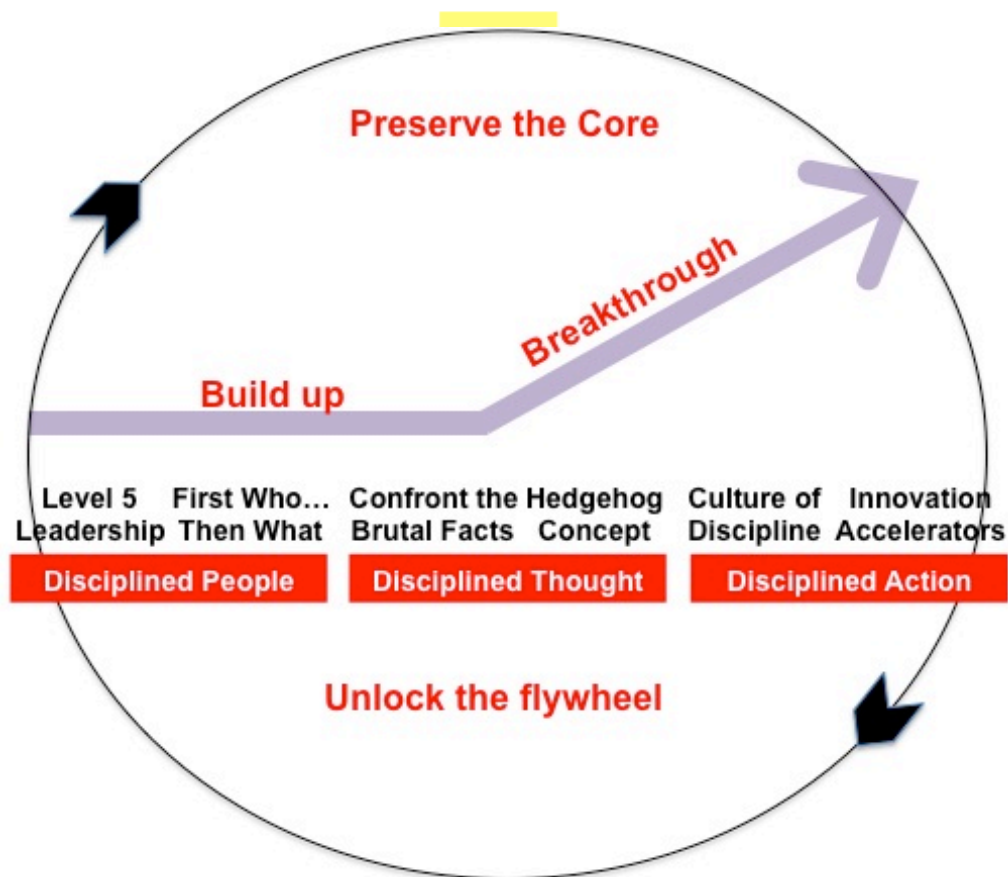 Preserve the Core
Breakthrough
Build up
Level 5
Leadership
First Who…
Then What
Confront the
Brutal Facts
Hedgehog
Concept
Culture of
Discipline
Innovation
Accelerators
Disciplined People
Disciplined Thought
Disciplined Action
Unlock the flywheel